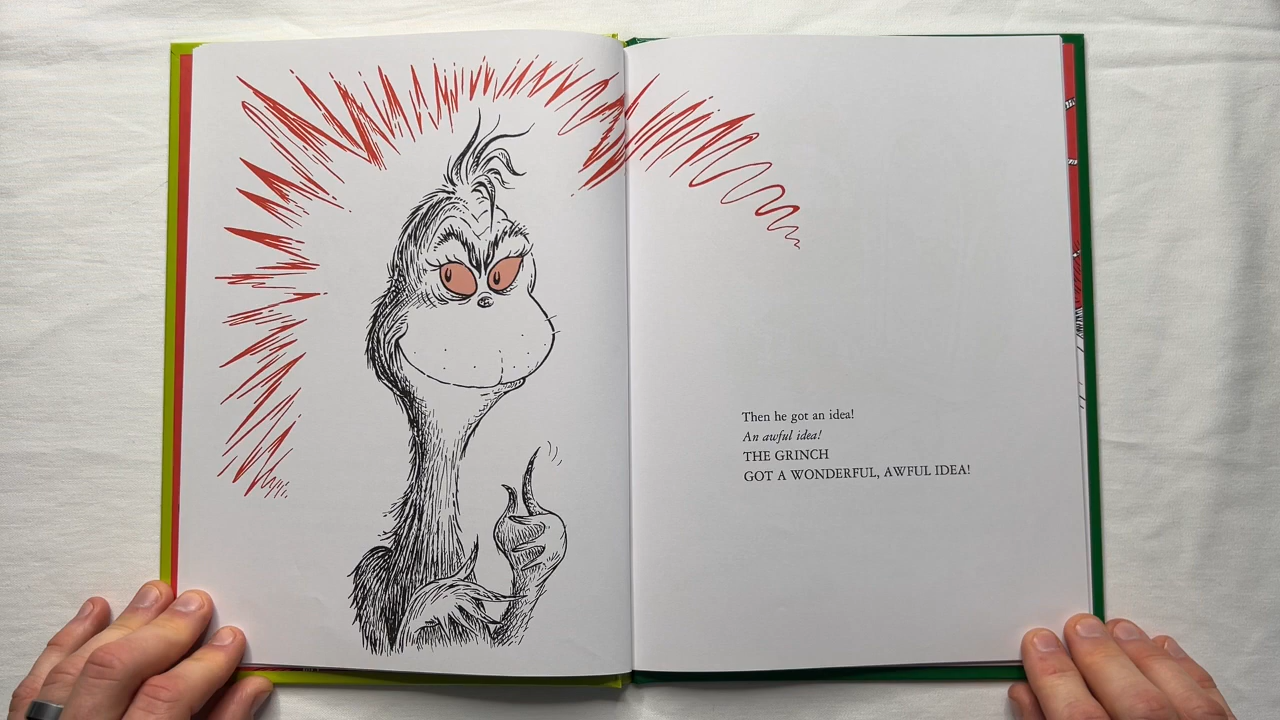 Then he got an idea!
An awful idea!
THE GRINCH
GOT A WONDERFUL, AWFUL IDEA!